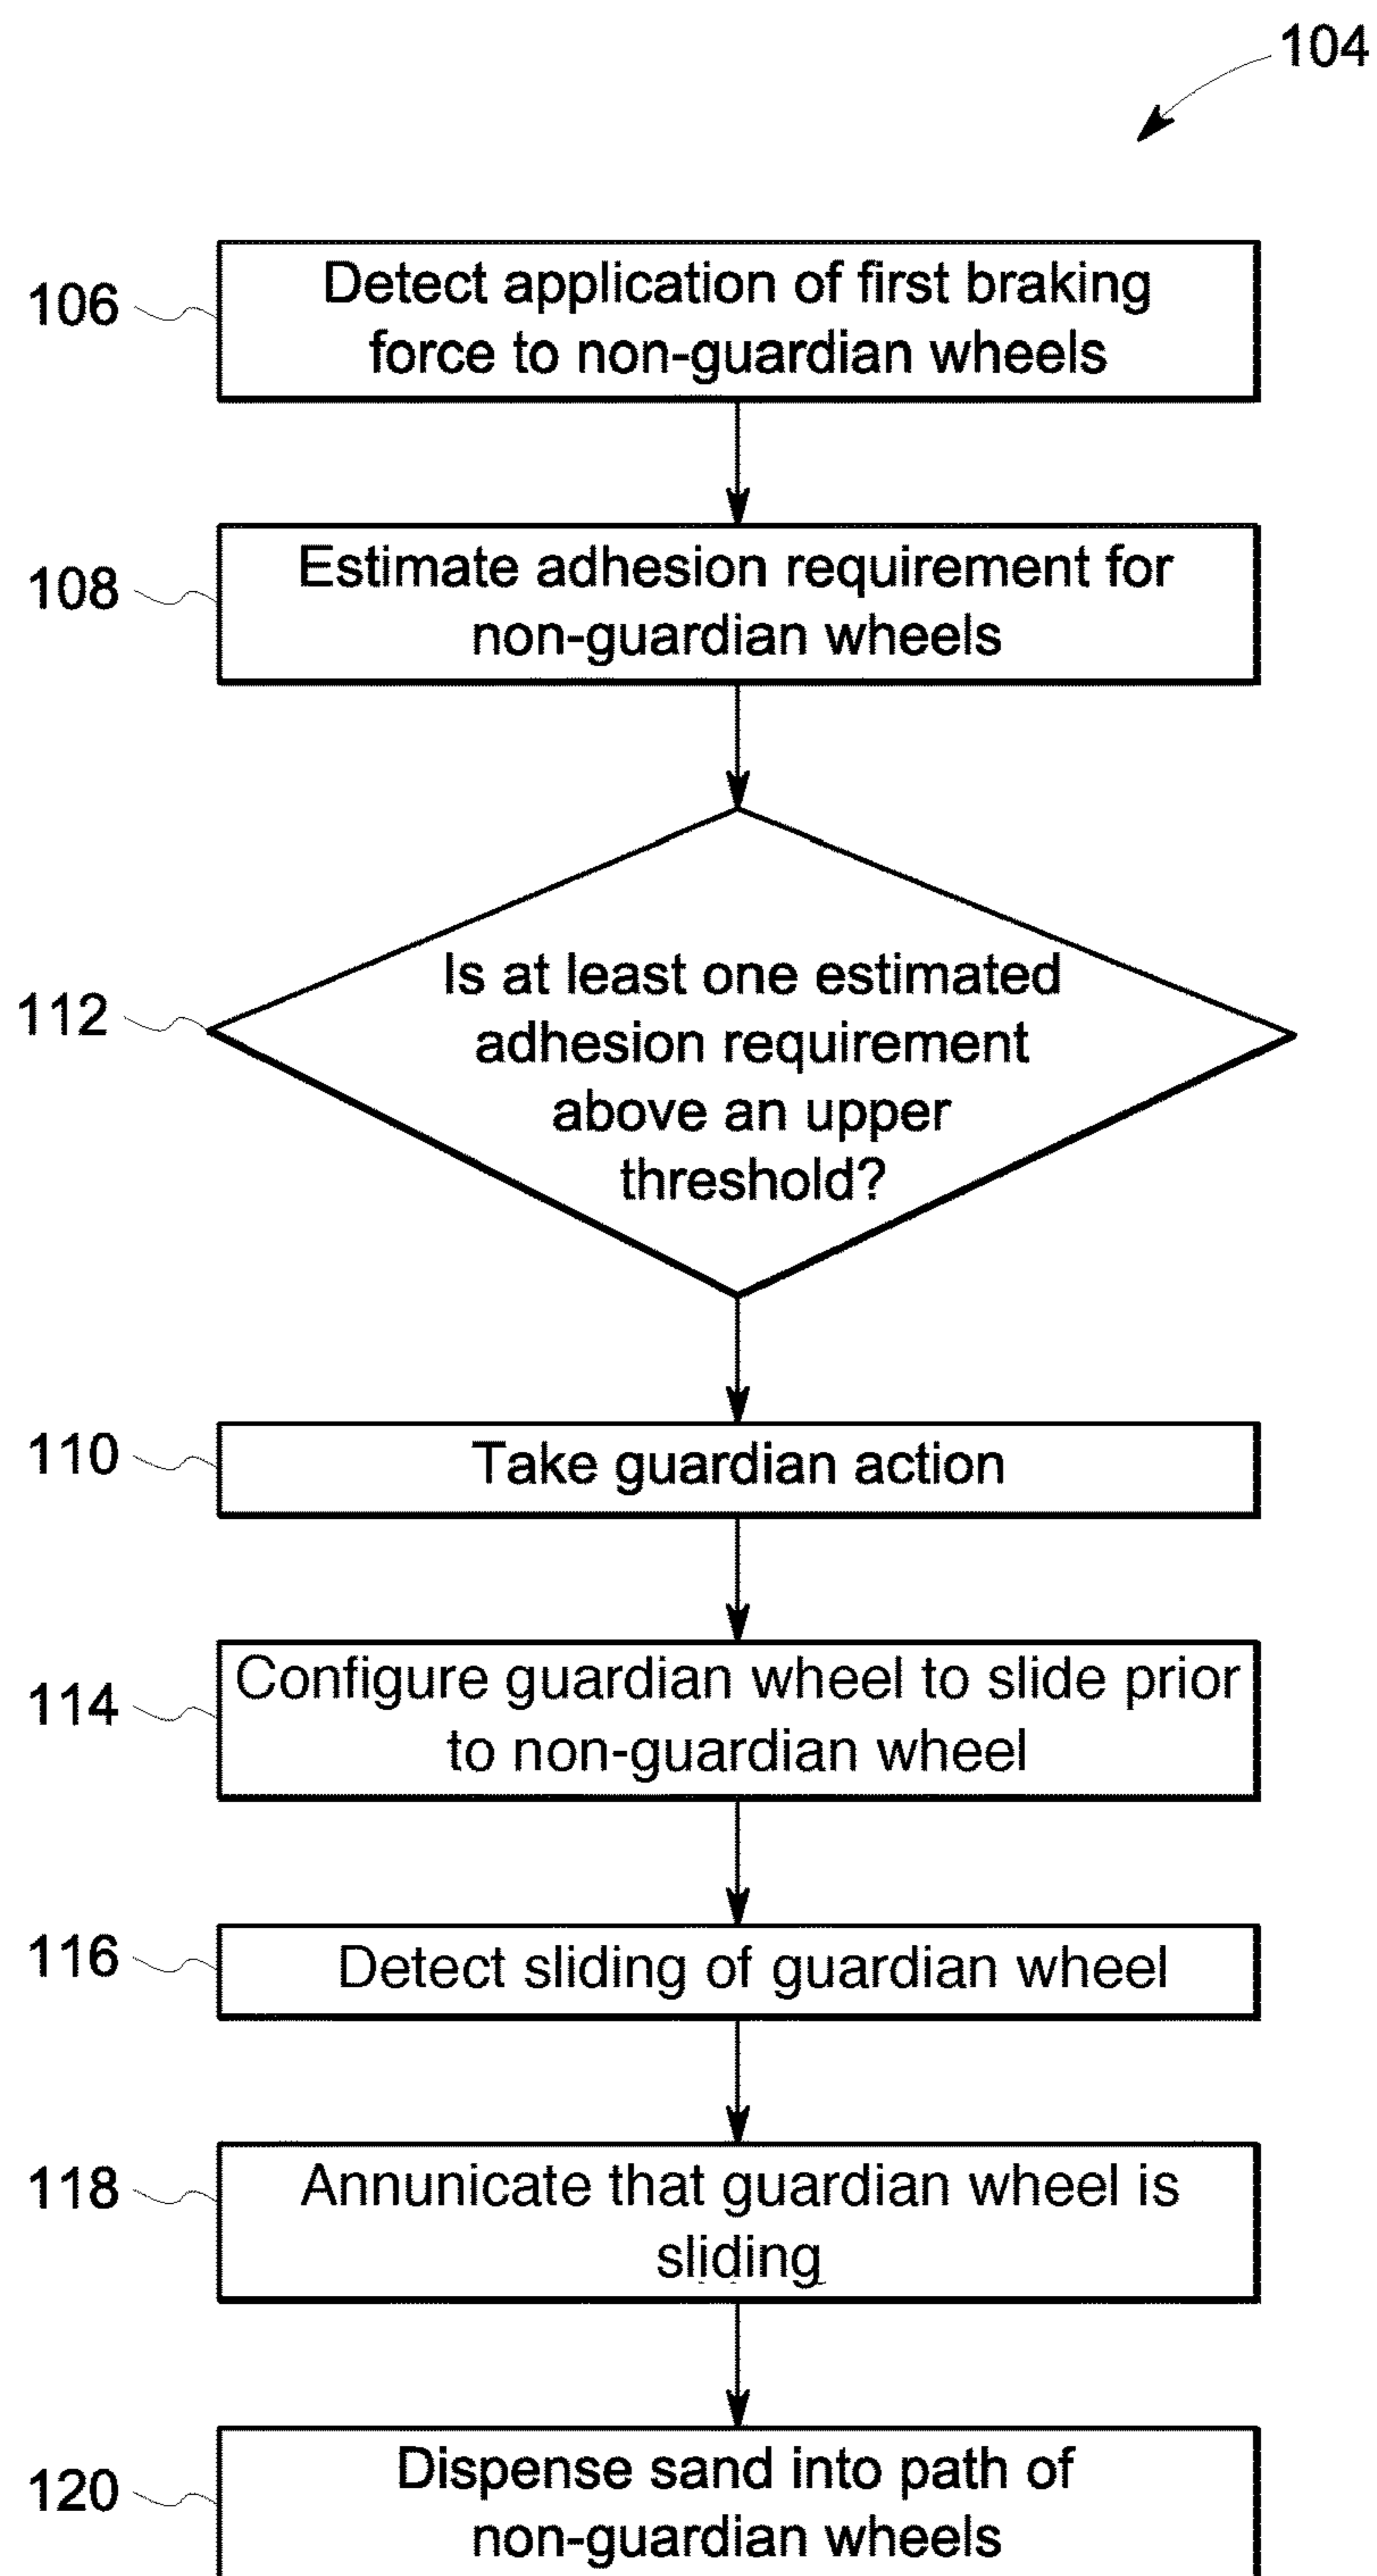 104
106
Detect application of first braking
force to non-guardian wheels
108
Estimate adhesion requirement for
non-guardian wheels
112
Is at least one estimated
adhesion requirement
above an upper
threshold?
110
Take guardian action
114
Configure guardian wheel to slide prior
to non-guardian wheel
116
Detect sliding of guardian wheel
118
Annunicate that guardian wheel is
sliding
120
Dispense sand into path of
non-guardian wheels